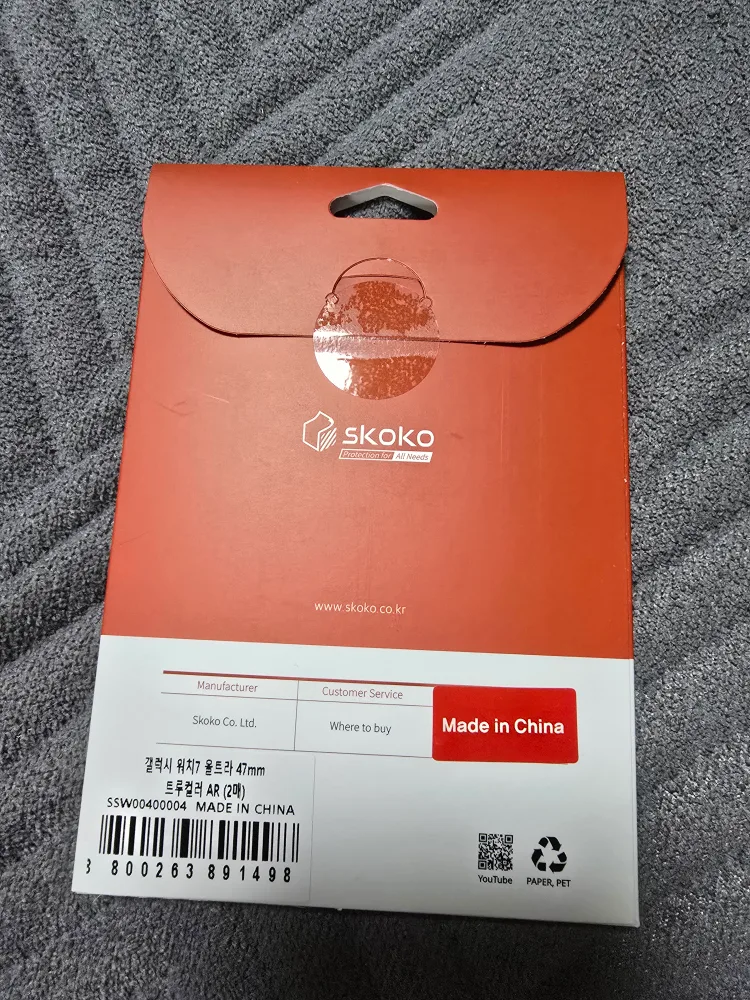 SKOKO
Protection for All Needs
www.skoko.co.kr
Manufacturer
Customer Service
Skoko Co. Ltd.
Where to buy
Made in China
갤럭시 워치7 울트라 47mm
트루컬러 AR (2매)
SSW00400004 MADE IN CHINA
8 800263 891498
YouTube
PAPER, PET